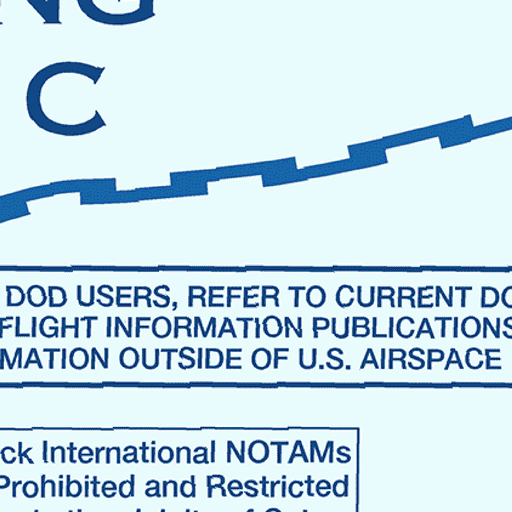 NG
C
DOD USERS, REFER TO CURRENT DO
FLIGHT INFORMATION PUBLICATIONS
MATION OUTSIDE OF U.S. AIRSPACE
ck International NOTAMs
Prohibited and Restricted